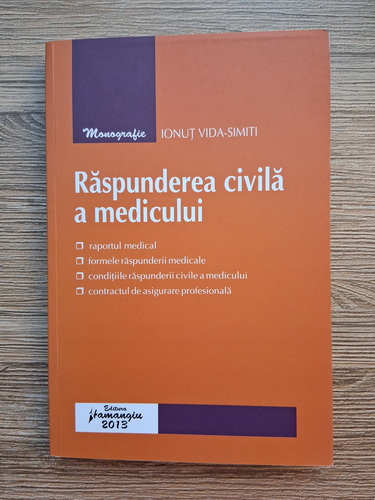 Monografie IONUȚ VIDA-SIMITI
Răspunderea civilă
a medicului
raportul medical
formele răspunderii medicale
condițiile răspunderii civile a medicului
contractul de asigurare profesională
Editura
Hamangiu
2013